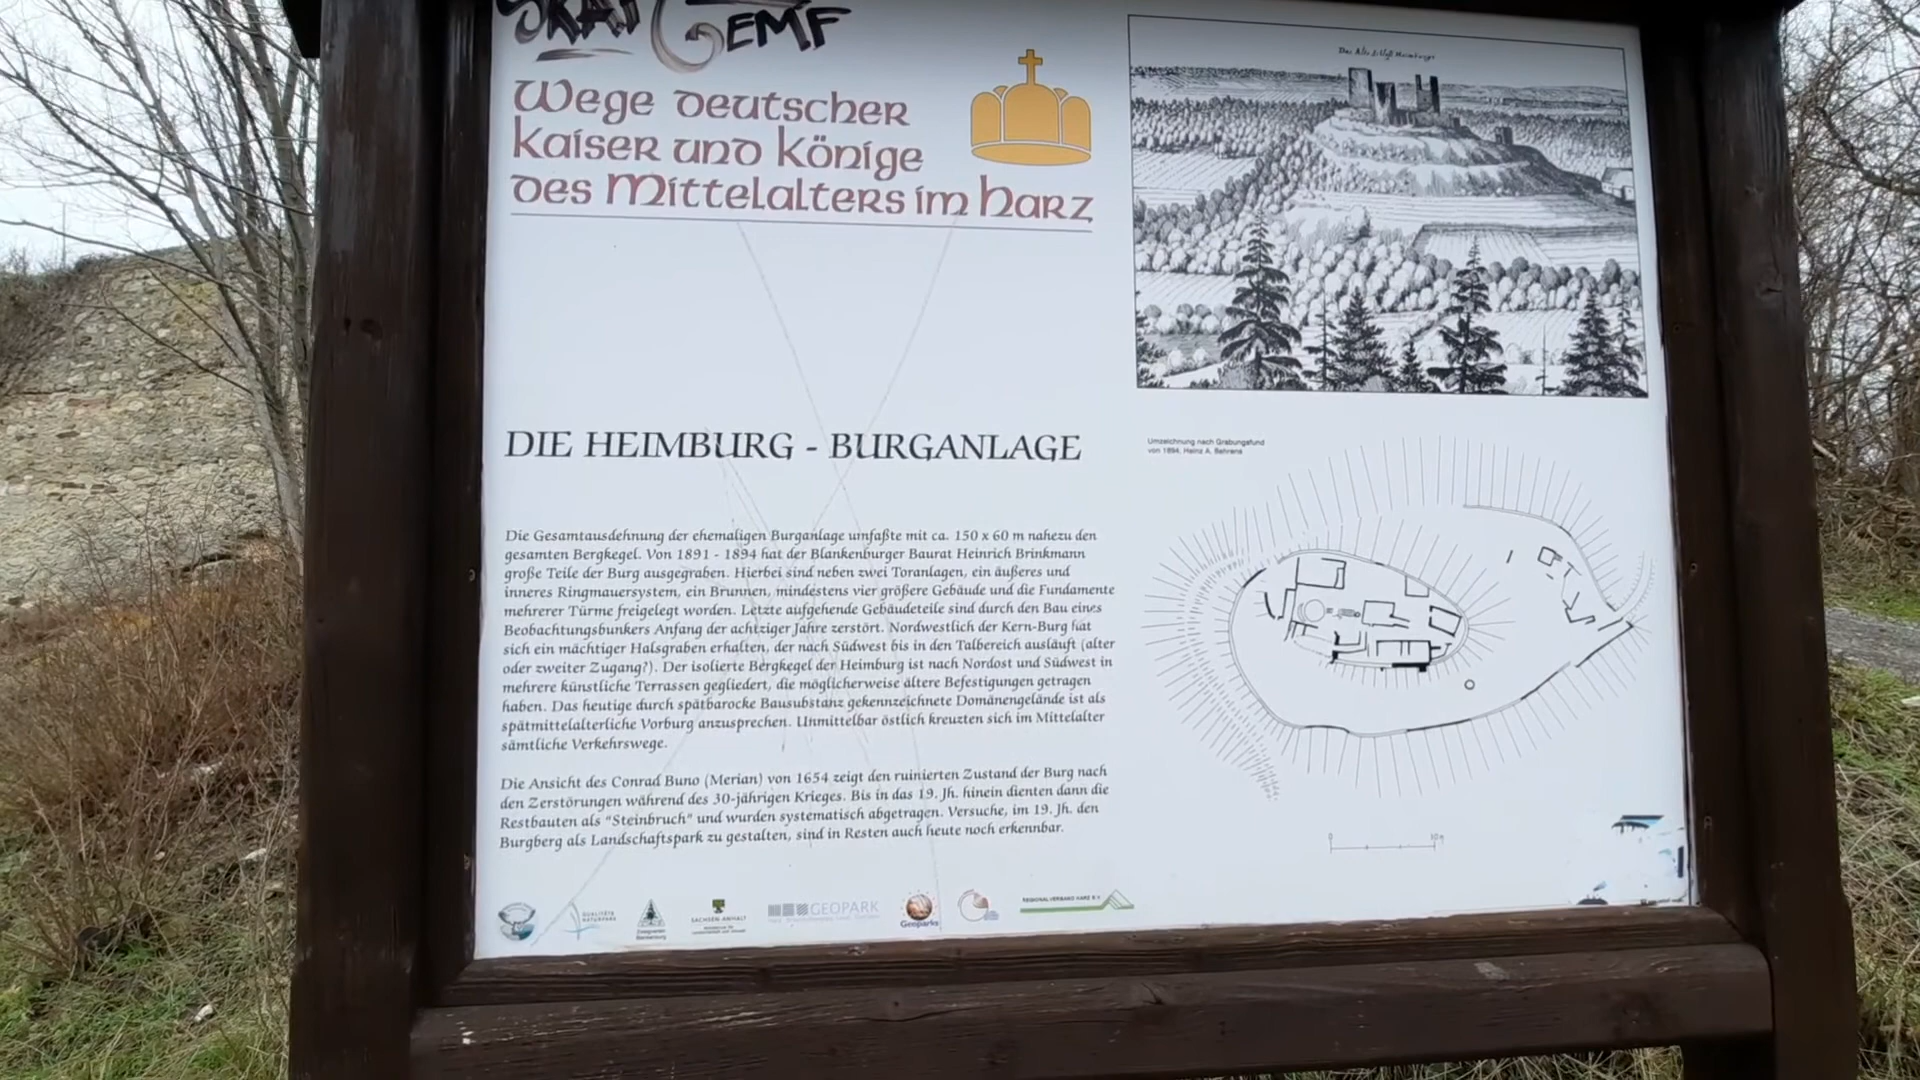 Wege deutscher
Kaiser und Könige
des Mittelalters im Harz
DIE HEIMBURG - BURGANLAGE
Die Gesamtausdehnung der ehemaligen Burganlage umfaßte mit ca. 150 x 60 m nahezu den
gesamten Bergkegel. Von 1891 - 1894 hat der Blankenburger Baurat Heinrich Brinkmann
große Teile der Burg ausgegraben. Hierbei sind neben zwei Toranlagen, ein äußeres und
inneres Ringmauersystem, ein Brunnen, mindestens vier größere Gebäude und die Fundamente
mehrerer Türme freigelegt worden. Letzte aufgehende Gebäudeteile sind durch den Bau eines
Beobachtungsbunkers Anfang der achtziger Jahre zerstört. Nordwestlich der Kern-Burg hat
sich ein mächtiger Halsgraben erhalten, der nach Südwest bis in den Talbereich ausläuft (alter
oder zweiter Zugang?). Der isolierte Bergkegel der Heimburg ist nach Nordost und Südwest in
mehrere künstliche Terrassen gegliedert, die möglicherweise ältere Befestigungen getragen
haben. Das heutige durch spätbarocke Bausubstanz gekennzeichnete Domänengelände ist als
spätmittelalterliche Vorburg anzusprechen. Unmittelbar östlich kreuzten sich im Mittelalter
sämtliche Verkehrswege.
Die Ansicht des Conrad Buno (Merian) von 1654 zeigt den ruinierten Zustand der Burg nach
den Zerstörungen während des 30-jährigen Krieges. Bis in das 19. Jh. hinein dienten dann die
Restbauten als "Steinbruch" und wurden systematisch abgetragen. Versuche, im 19. Jh. den
Burgberg als Landschaftspark zu gestalten, sind in Resten auch heute noch erkennbar.
Umzeichnung nach Grabungsfund
von 1894, Heinz A. Behrens
0
QUALITÄTS
NATURPARK
SACHSEN-ANHALT
GEOPARK
Geoparks
REGIONALVERBAND HARZ E.V.